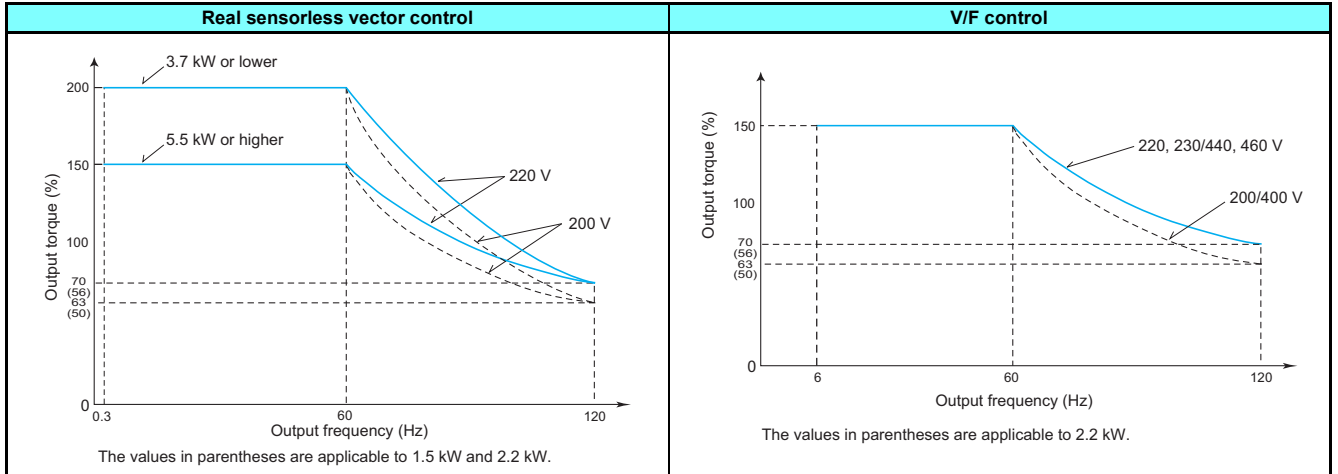 Real sensorless vector control
V/F control
Output torque (%)
200
150
100
70
(56)
63
(50)
0
3.7 kW or lower
5.5 kW or higher
220 V
200 V
0.3
60
120
Output frequency (Hz)
The values in parentheses are applicable to 1.5 kW and 2.2 kW.
Output torque (%)
150
100
70
(56)
63
(50)
0
220, 230/440, 460 V
200/400 V
6
60
120
Output frequency (Hz)
The values in parentheses are applicable to 2.2 kW.